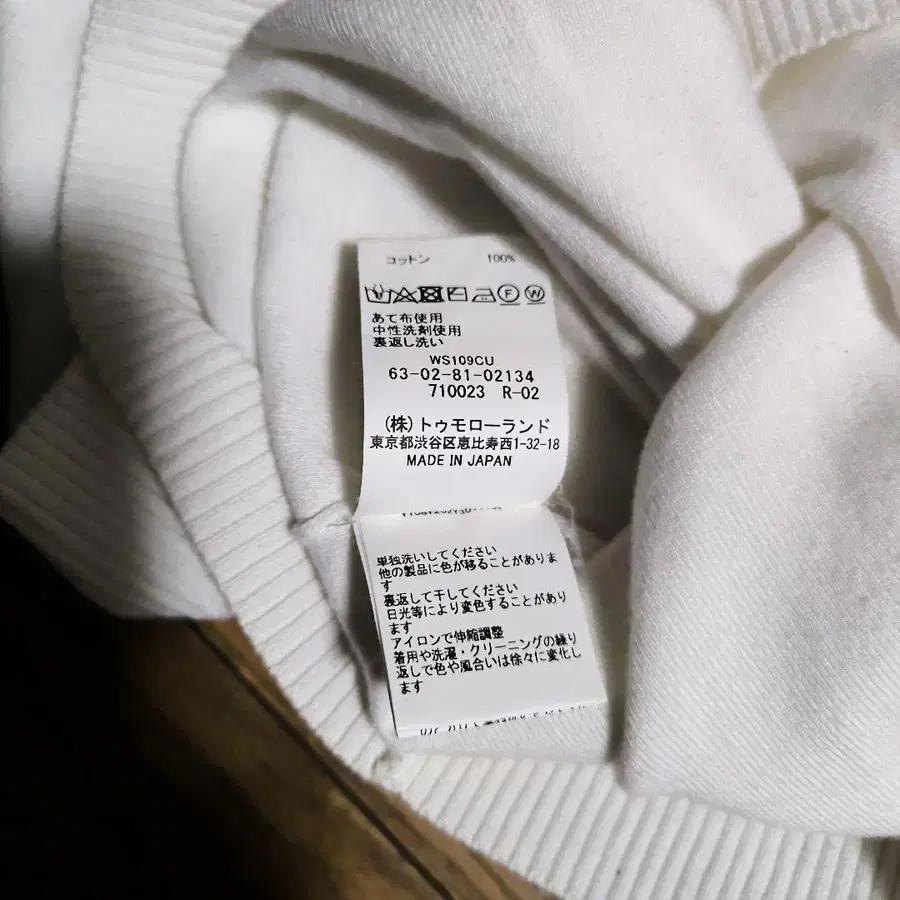 コットン 100%
F W
あて布使用
中性洗剤使用
裏返し洗い
WS109CU
63-02-81-02134
710023 R-02
(株)トゥモローランド
東京都渋谷区恵比寿西1-32-18
MADE IN JAPAN
単独洗いしてください
他の製品に色が移ることがありま
す
裏返して干してください
日光等により変色することがあり
ます
アイロンで伸縮調整
着用や洗濯・クリーニングの繰り
返しで色や風合いは徐々に変化し
ます